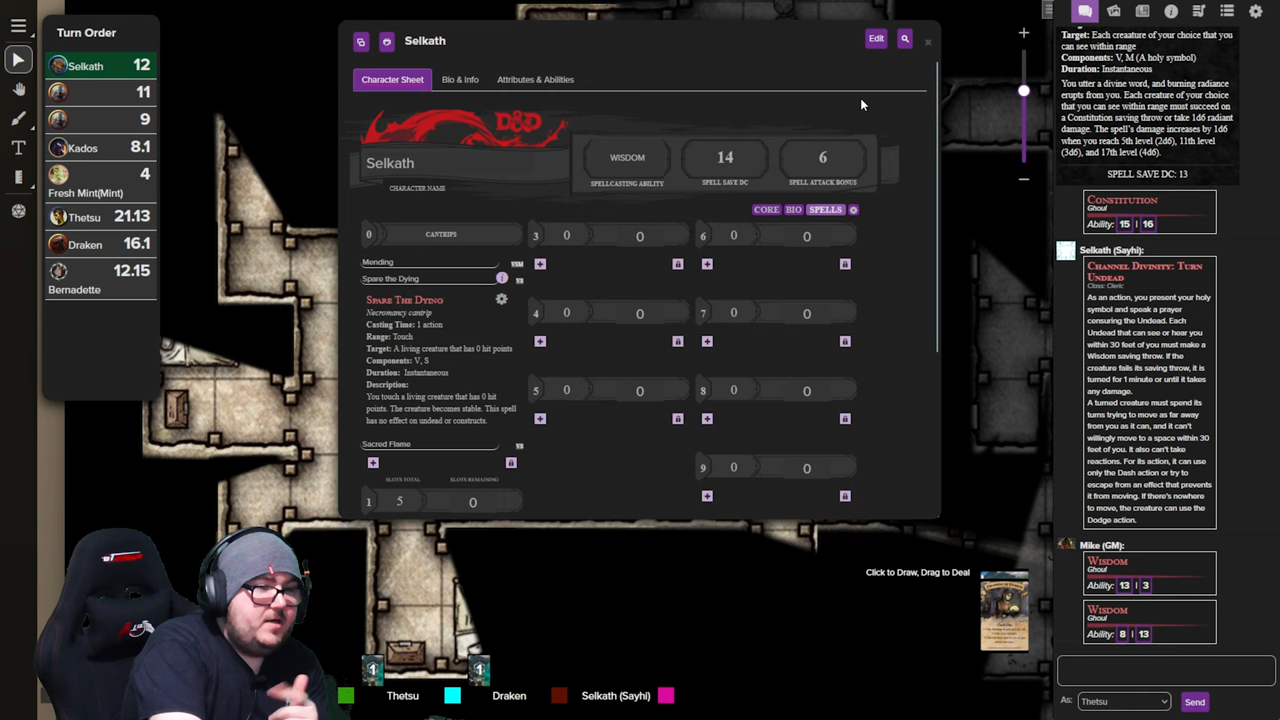 Turn Order
Selkath 12
11
9
Kados 8.1
4
Fresh Mint(Mint)
Thetsu 21.13
Draken 16.1
12.15
Bernadette
Selkath
Edit
Character Sheet Bio & Info Attributes & Abilities
D&D
Selkath
CHARACTER NAME
WISDOM
SPELLCASTING ABILITY
14
SPELL SAVE DC
6
SPELL ATTACK BONUS
CORE BIO SPELLS
0 CANTRIPS
Mending VSM
Spare the Dying VS
Spare The Dying
Necromancy cantrip
Casting Time: 1 action
Range: Touch
Target: A living creature that has 0 hit points
Components: V, S
Duration: Instantaneous
Description:
You touch a living creature that has 0 hit
points. The creature becomes stable. This spell
has no effect on undead or constructs.
Sacred Flame VS
SLOTS TOTAL SLOTS REMAINING
1 5 0
3 0 0
4 0 0
5 0 0
6 0 0
7 0 0
8 0 0
9 0 0
Click to Draw, Drag to Deal
1
1
Thetsu
Draken
Selkath (Sayhi)
Target: Each creaature of your choice that you
can see within range
Components: V, M (A holy symbol)
Duration: Instantaneous
You utter a divine word, and burning radiance
erupts from you. Each creature of your choice
that you can see within range must succeed on
a Constitution saving throw or take 1d6 radiant
damage. The spell's damage increases by 1d6
when you reach 5th level (2d6), 11th level
(3d6), and 17th level (4d6).
SPELL SAVE DC: 13
Constitution
Ghoul
Ability: 15 | 16
Selkath (Sayhi):
Channel Divinity: Turn
Undead
Class: Cleric
As an action, you present your holy
symbol and speak a prayer
censuring the Undead. Each
Undead that can see or hear you
within 30 feet of you must make a
Wisdom saving throw. If the
creature fails its saving throw, it is
turned for 1 minute or until it takes
any damage.
A turned creature must spend its
turns trying to move as far away
from you as it can, and it can't
willingly move to a space within 30
feet of you. It also can't take
reactions. For its action, it can use
only the Dash action or try to
escape from an effect that prevents
it from moving. If there's nowhere
to move, the creature can use the
Dodge action.
Mike (GM):
Wisdom
Ghoul
Ability: 13 | 3
Wisdom
Ghoul
Ability: 8 | 13
As: Thetsu Send